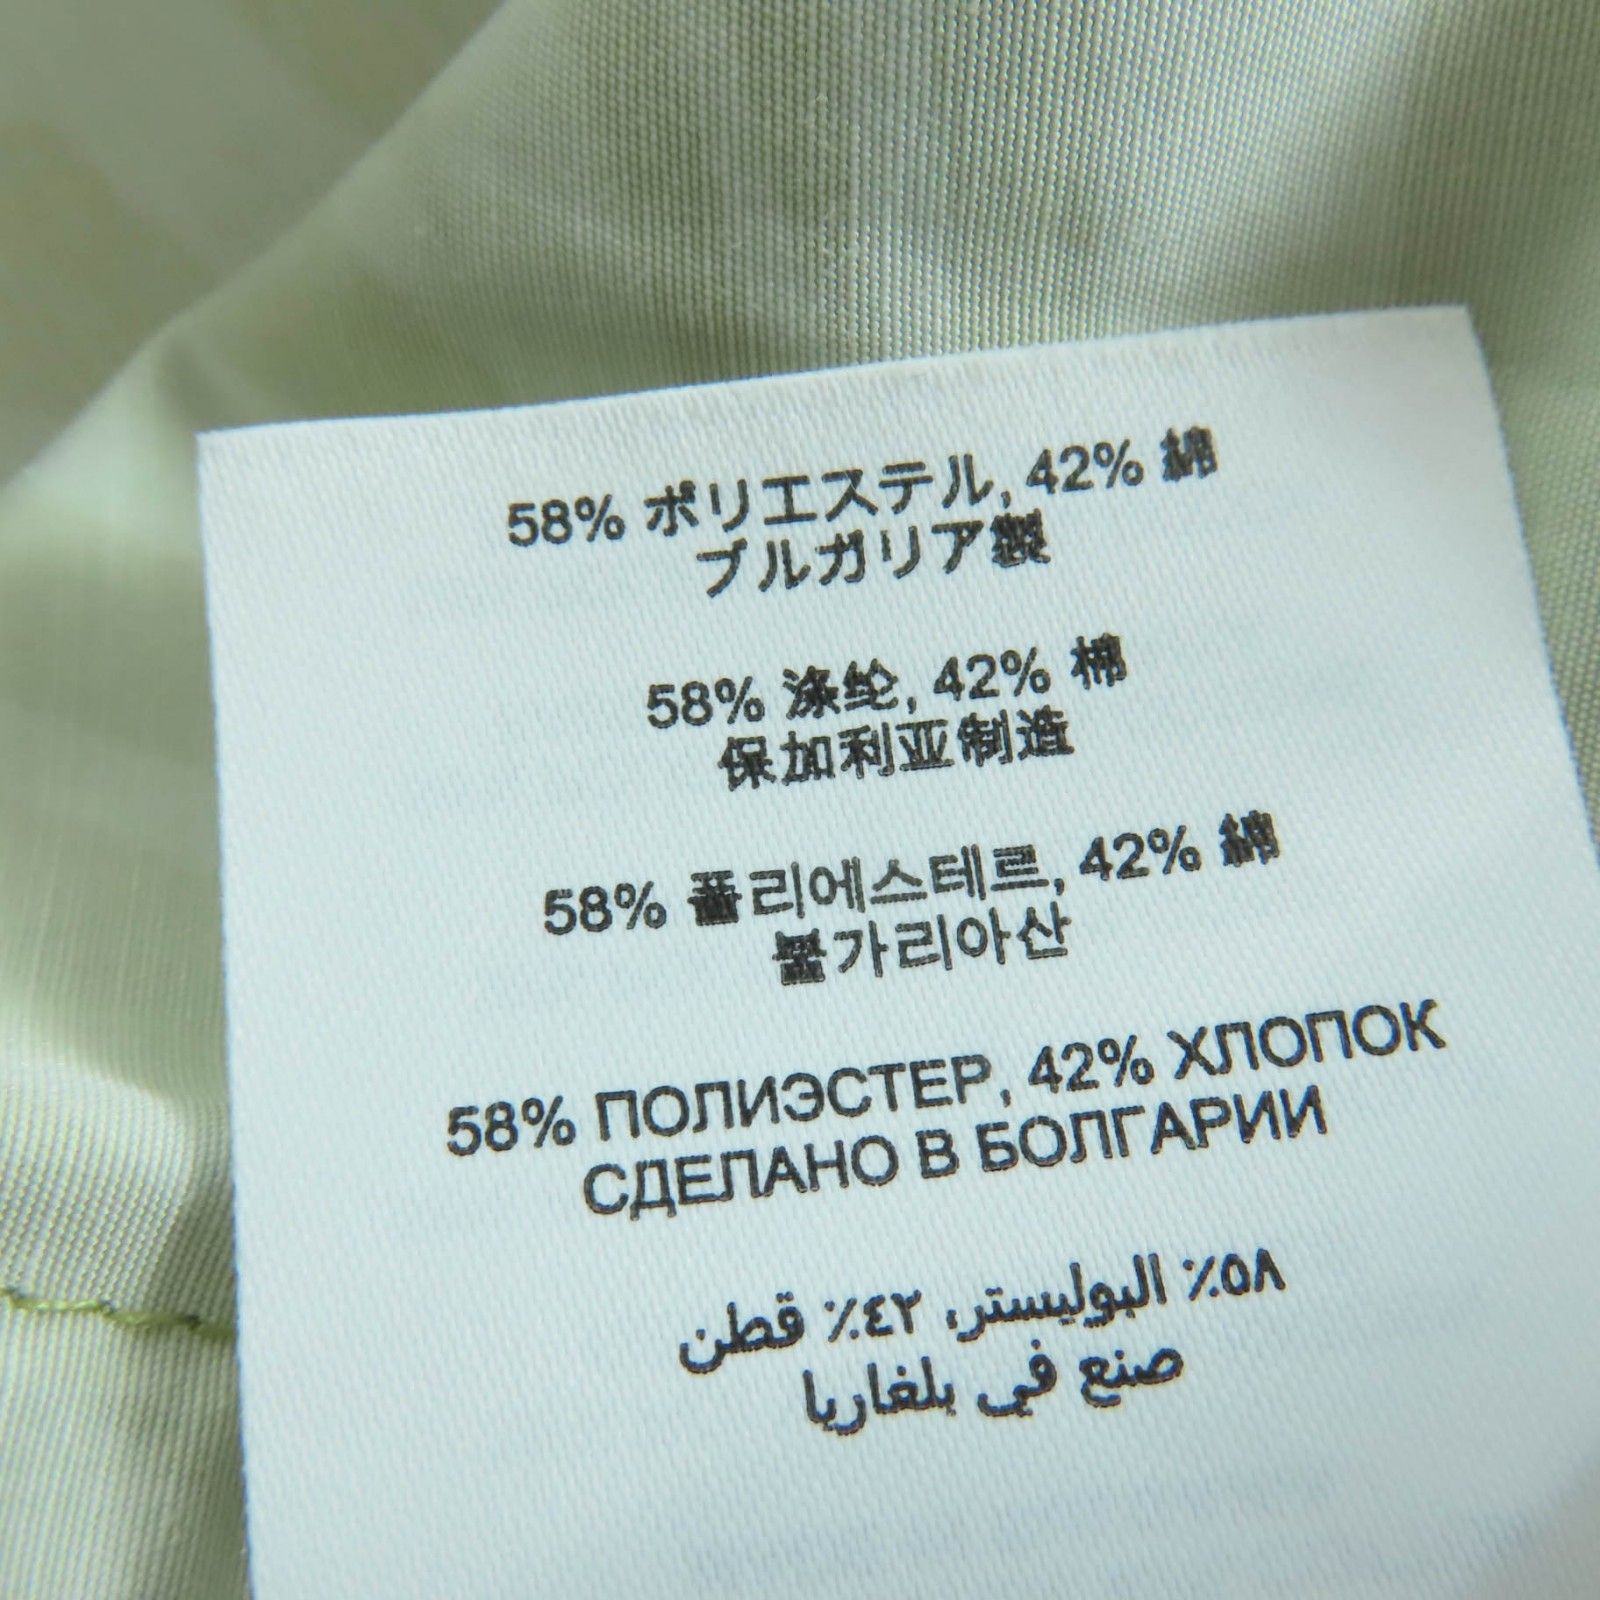 58% ポリエステル, 42% 綿
ブルガリア製
58% 涤纶, 42% 棉
保加利亚制造
58% 폴리에스테르, 42% 綿
불가리아산
58% ПОЛИЭСТЕР, 42% ХЛОПОК
СДЕЛАНО В БОЛГАРИИ
٥٨٪ البوليستر، ٤٢٪ قطن
صنع في بلغاريا